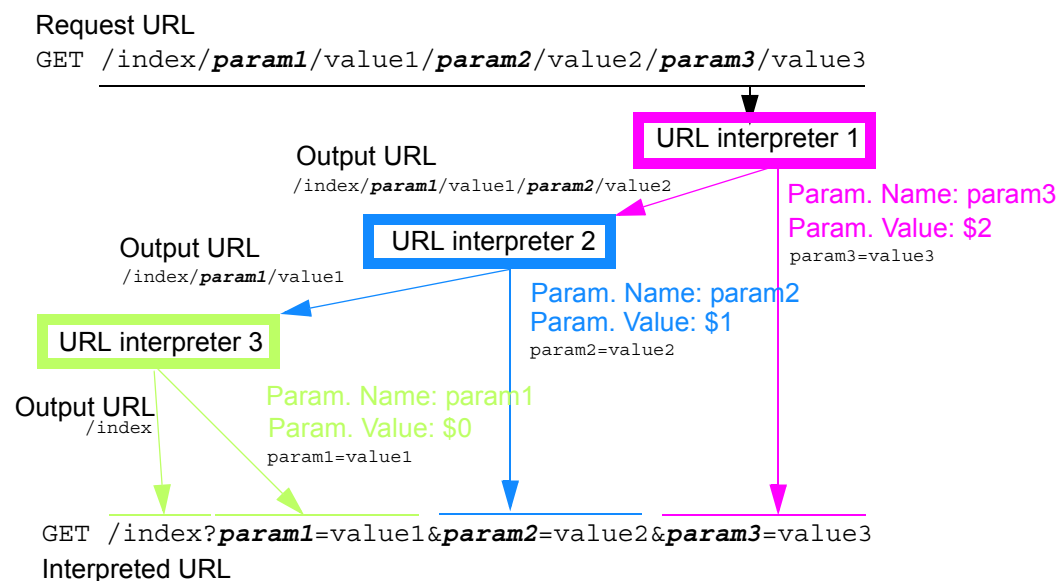 Request URL
GET /index/param1/value1/param2/value2/param3/value3
URL interpreter 1
Output URL
/index/param1/value1/param2/value2
Param. Name: param3
Param. Value: $2
param3=value3
URL interpreter 2
Output URL
/index/param1/value1
Param. Name: param2
Param. Value: $1
param2=value2
URL interpreter 3
Output URL
/index
Param. Name: param1
Param. Value: $0
param1=value1
GET /index?param1=value1&param2=value2&param3=value3
Interpreted URL